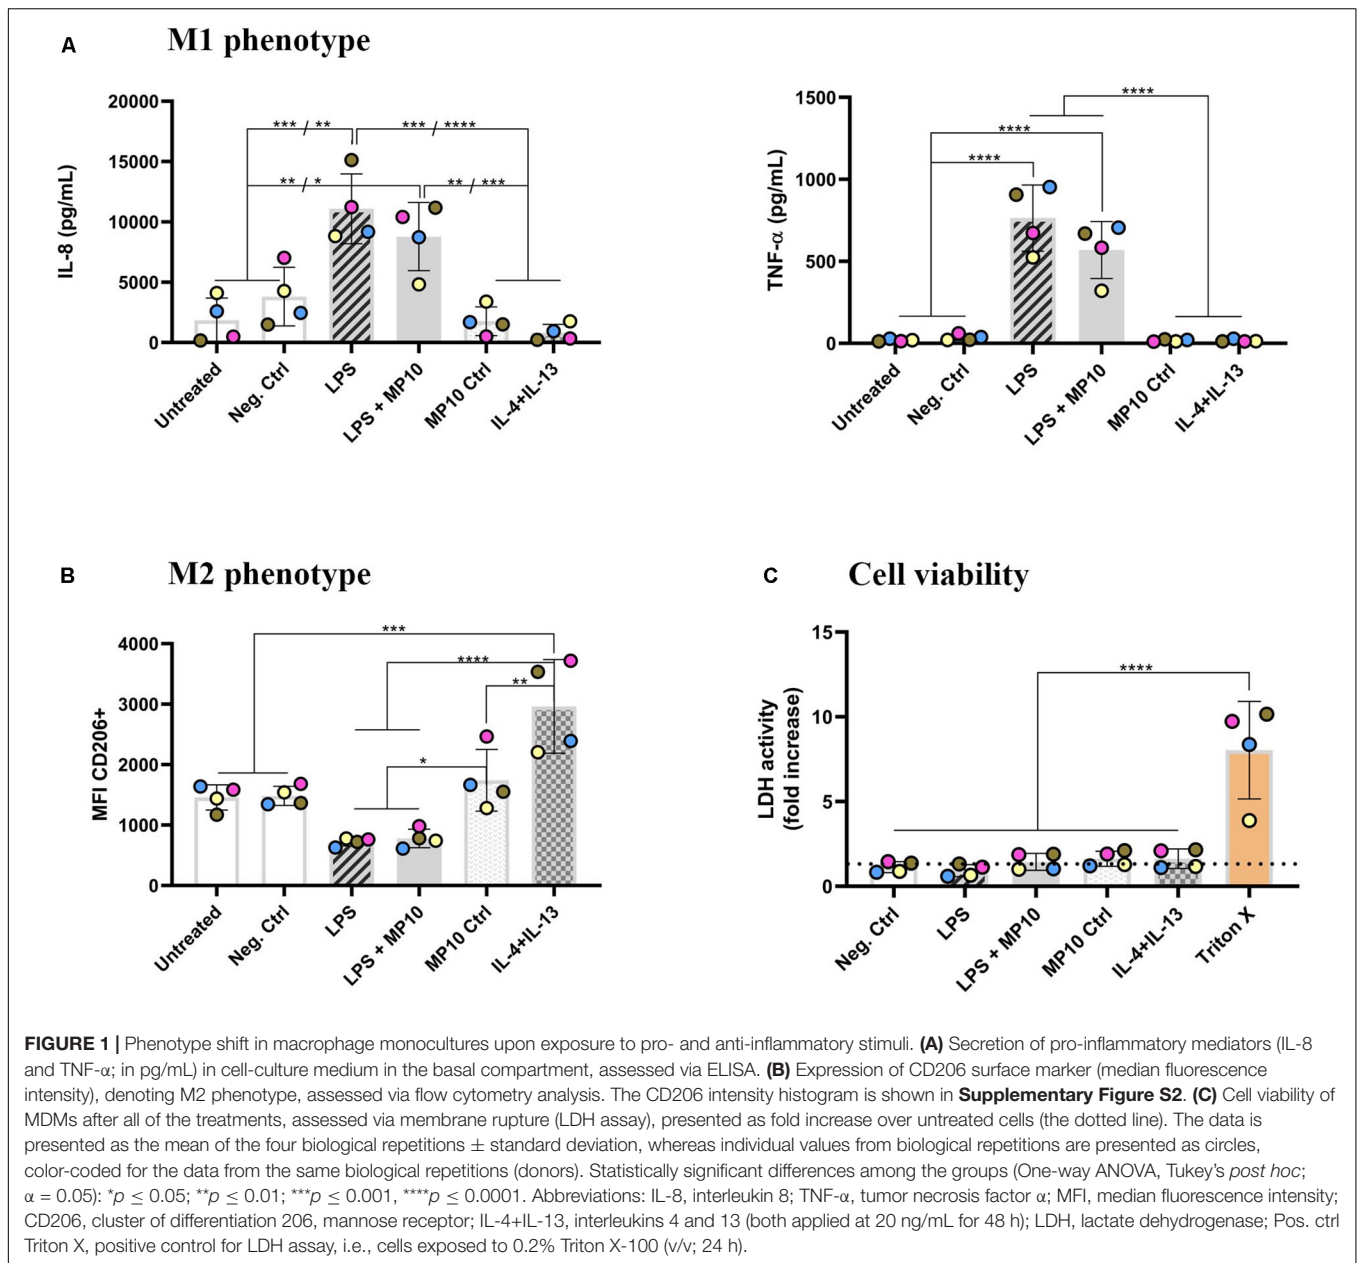 A M1 phenotype
20000
15000
10000
5000
0
IL-8 (pg/mL)
*** / **
*** / ****
** / *
** / ***
Untreated
Neg. Ctrl
LPS
LPS + MP10
MP10 Ctrl
IL-4+IL-13
1500
1000
500
0
TNF-α (pg/mL)
****
****
****
Untreated
Neg. Ctrl
LPS
LPS + MP10
MP10 Ctrl
IL-4+IL-13
B M2 phenotype
4000
3000
2000
1000
0
MFI CD206+
***
****
**
*
Untreated
Neg. Ctrl
LPS
LPS + MP10
MP10 Ctrl
IL-4+IL-13
C Cell viability
15
10
5
0
LDH activity
(fold increase)
****
Neg. Ctrl
LPS
LPS + MP10
MP10 Ctrl
IL-4+IL-13
Triton X
FIGURE 1 | Phenotype shift in macrophage monocultures upon exposure to pro- and anti-inflammatory stimuli. (A) Secretion of pro-inflammatory mediators (IL-8
and TNF-α; in pg/mL) in cell-culture medium in the basal compartment, assessed via ELISA. (B) Expression of CD206 surface marker (median fluorescence
intensity), denoting M2 phenotype, assessed via flow cytometry analysis. The CD206 intensity histogram is shown in Supplementary Figure S2. (C) Cell viability of
MDMs after all of the treatments, assessed via membrane rupture (LDH assay), presented as fold increase over untreated cells (the dotted line). The data is
presented as the mean of the four biological repetitions ± standard deviation, whereas individual values from biological repetitions are presented as circles,
color-coded for the data from the same biological repetitions (donors). Statistically significant differences among the groups (One-way ANOVA, Tukey's post hoc;
α = 0.05): *p ≤ 0.05; **p ≤ 0.01; ***p ≤ 0.001, ****p ≤ 0.0001. Abbreviations: IL-8, interleukin 8; TNF-α, tumor necrosis factor α; MFI, median fluorescence intensity;
CD206, cluster of differentiation 206, mannose receptor; IL-4+IL-13, interleukins 4 and 13 (both applied at 20 ng/mL for 48 h); LDH, lactate dehydrogenase; Pos. ctrl
Triton X, positive control for LDH assay, i.e., cells exposed to 0.2% Triton X-100 (v/v; 24 h).